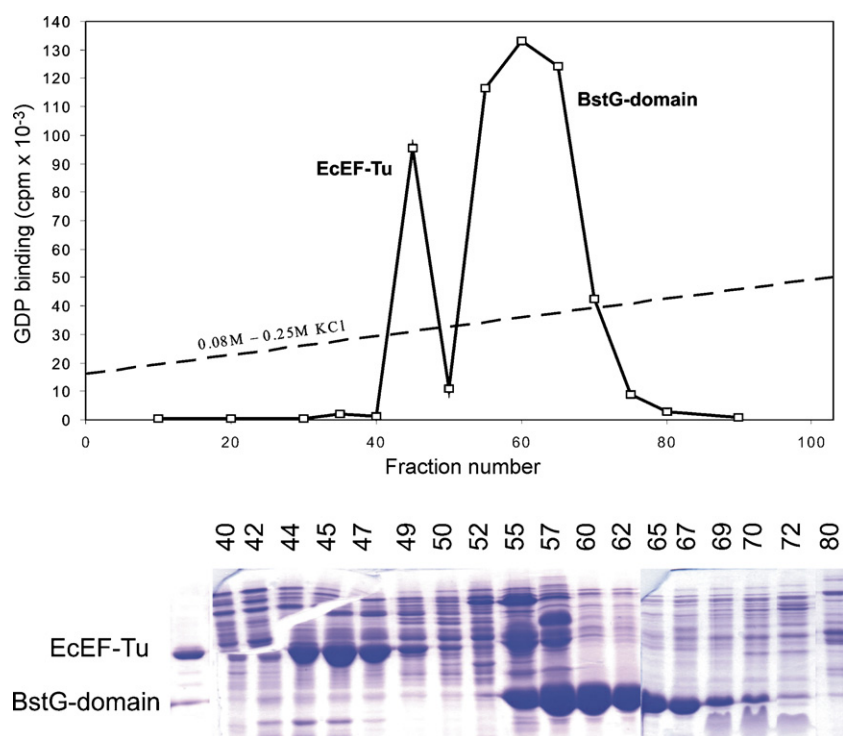 GDP binding (cpm x 10-3)
140
130
120
110
100
90
80
70
60
50
40
30
20
10
0
BstG-domain
EcEF-Tu
0.08M – 0.25M KCl
0 20 40 60 80 100
Fraction number
40 42 44 45 47 49 50 52 55 57 60 62 65 67 69 70 72 80
EcEF-Tu
BstG-domain